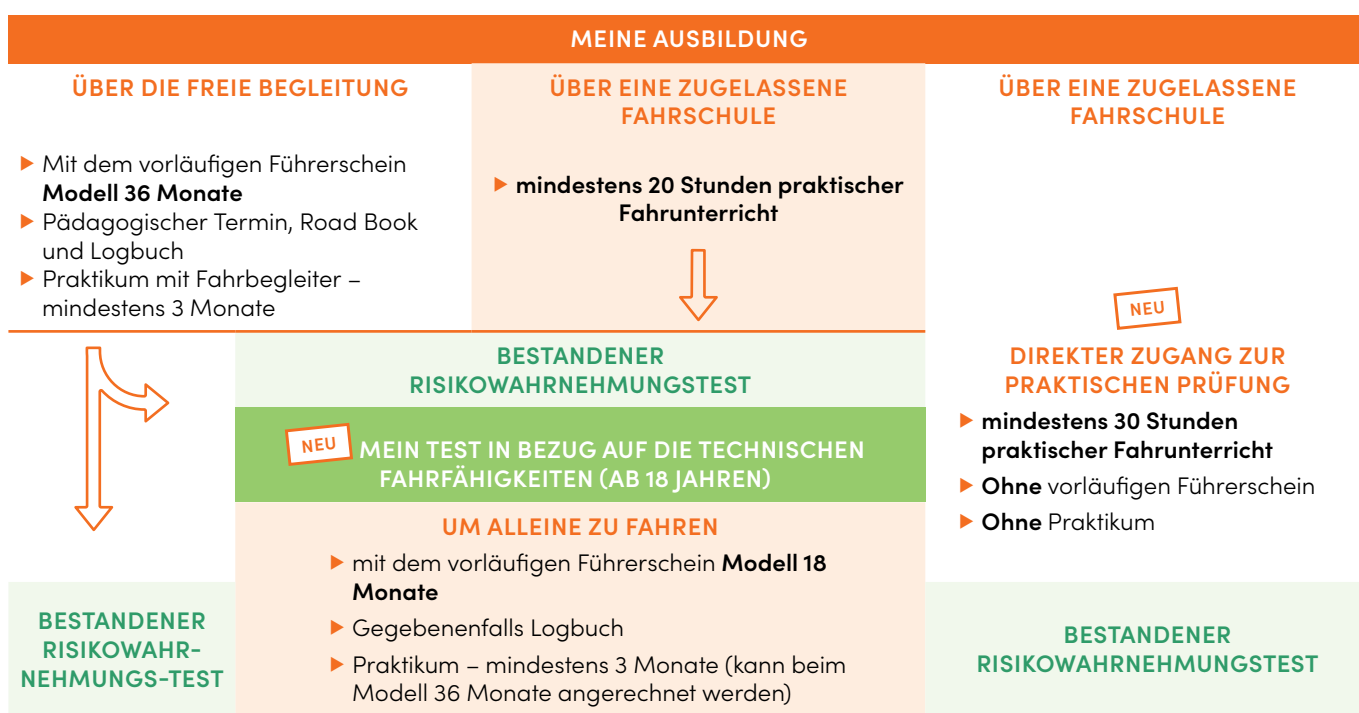 MEINE AUSBILDUNG
ÜBER DIE FREIE BEGLEITUNG
Mit dem vorläufigen Führerschein
Modell 36 Monate
Pädagogischer Termin, Road Book
und Logbuch
Praktikum mit Fahrbegleiter –
mindestens 3 Monate
ÜBER EINE ZUGELASSENE
FAHRSCHULE
mindestens 20 Stunden praktischer
Fahrunterricht
ÜBER EINE ZUGELASSENE
FAHRSCHULE
NEU
DIREKTER ZUGANG ZUR
PRAKTISCHEN PRÜFUNG
mindestens 30 Stunden
praktischer Fahrunterricht
Ohne vorläufigen Führerschein
Ohne Praktikum
BESTANDENER
RISIKOWAHRNEHMUNGSTEST
NEU MEIN TEST IN BEZUG AUF DIE TECHNISCHEN
FAHRFÄHIGKEITEN (AB 18 JAHREN)
UM ALLEINE ZU FAHREN
mit dem vorläufigen Führerschein Modell 18
Monate
Gegebenenfalls Logbuch
Praktikum – mindestens 3 Monate (kann beim
Modell 36 Monate angerechnet werden)
BESTANDENER
RISIKOWAHR-
NEHMUNGS-TEST
BESTANDENER
RISIKOWAHRNEHMUNGSTEST